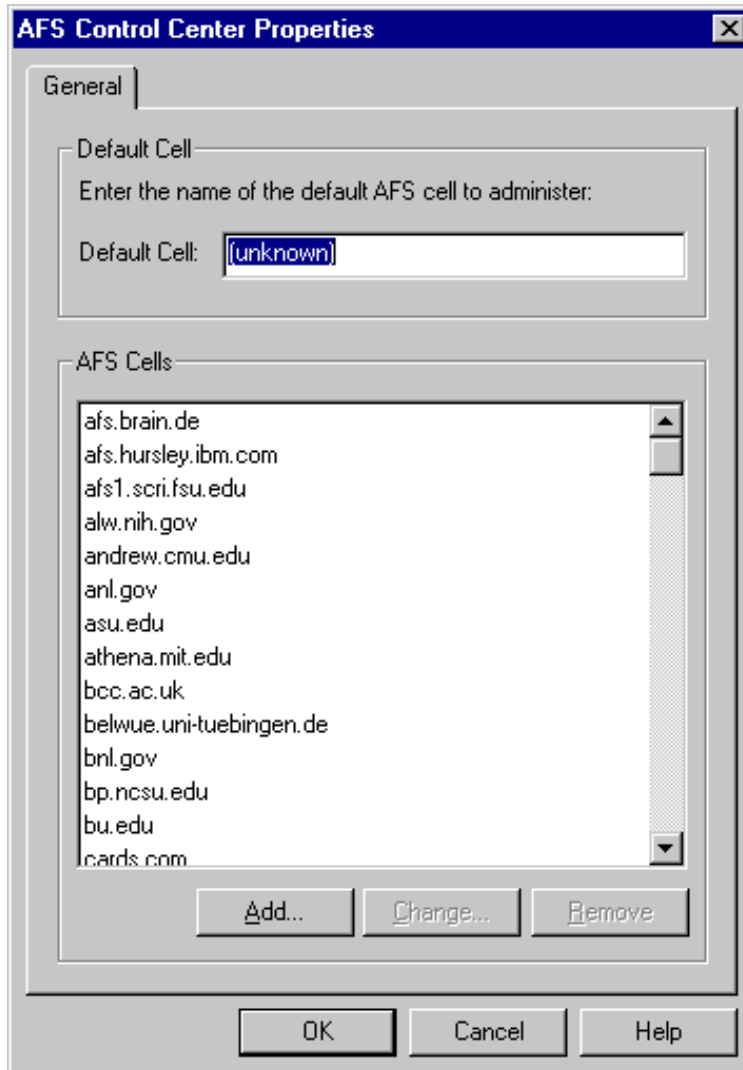 AFS Control Center Properties
General
Default Cell
Enter the name of the default AFS cell to administer:
Default Cell: (unknown)
AFS Cells
afs.brain.de
afs.hursley.ibm.com
afs1.scri.fsu.edu
alw.nih.gov
andrew.cmu.edu
anl.gov
asu.edu
athena.mit.edu
bcc.ac.uk
belwue.uni-tuebingen.de
bnl.gov
bp.ncsu.edu
bu.edu
cards.com
Add... Change... Remove
OK Cancel Help